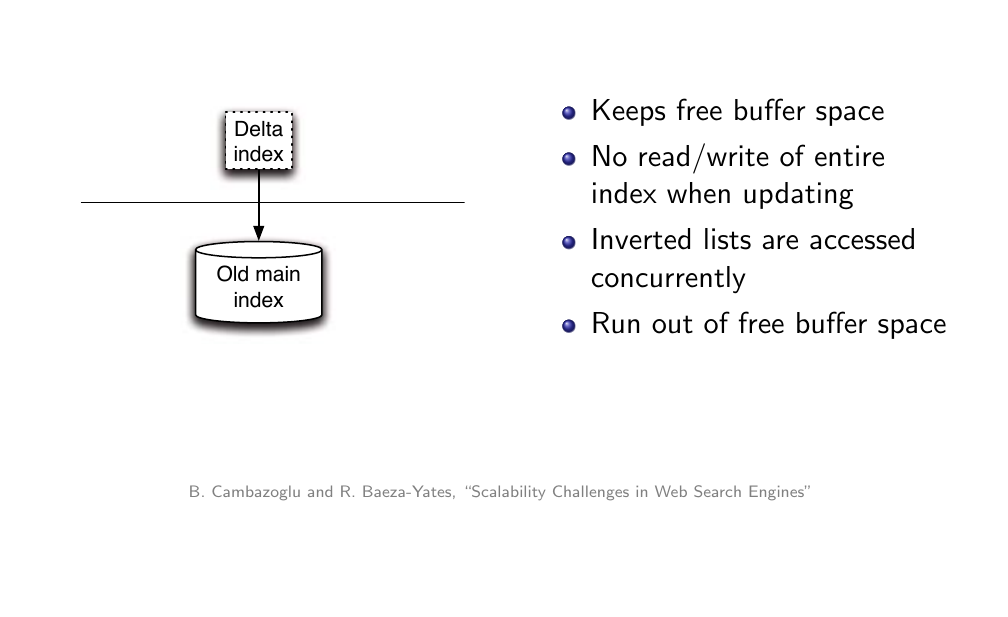 Delta
index
Old main
index
Keeps free buffer space
No read/write of entire
index when updating
Inverted lists are accessed
concurrently
Run out of free buffer space
B. Cambazoglu and R. Baeza-Yates, “Scalability Challenges in Web Search Engines”